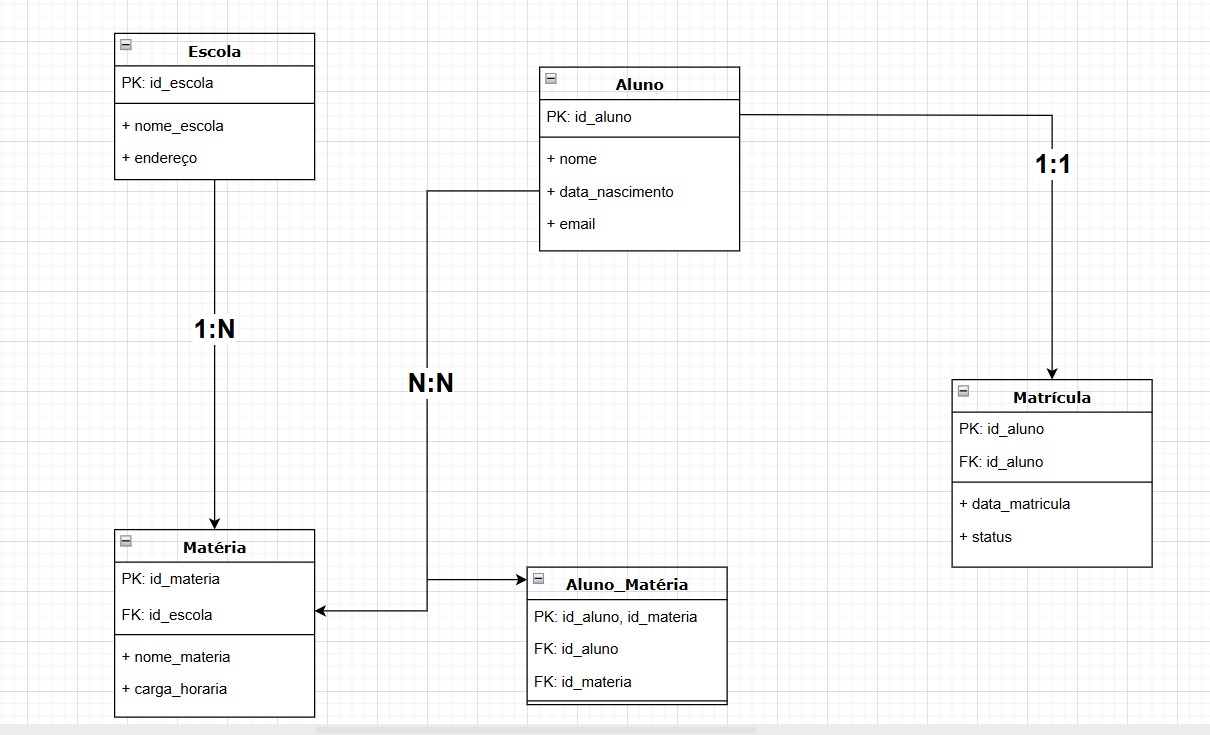 Escola
PK: id_escola
+ nome_escola
+ endereço
Aluno
PK: id_aluno
+ nome
+ data_nascimento
+ email
1:1
1:N
N:N
Matrícula
PK: id_aluno
FK: id_aluno
+ data_matricula
+ status
Matéria
PK: id_materia
FK: id_escola
+ nome_materia
+ carga_horaria
Aluno_Matéria
PK: id_aluno, id_materia
FK: id_aluno
FK: id_materia